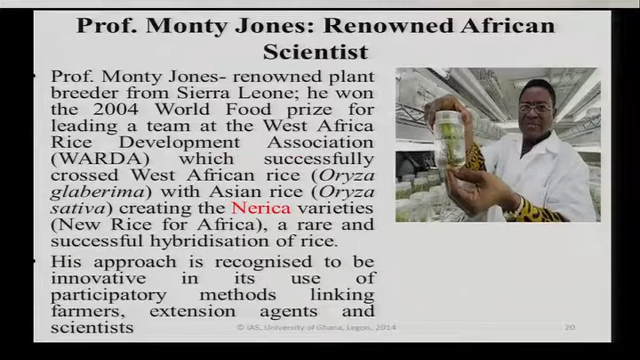 Prof. Monty Jones: Renowned African
Scientist
• Prof. Monty Jones- renowned plant
breeder from Sierra Leone; he won
the 2004 World Food prize for
leading a team at the West Africa
Rice Development Association
(WARDA) which successfully
crossed West African rice (Oryza
glaberima) with Asian rice (Oryza
sativa) creating the Nerica varieties
(New Rice for Africa), a rare and
successful hybridisation of rice.
• His approach is recognised to be
innovative in its use of
participatory methods linking
farmers, extension agents and
scientists
© IAS, University of Ghana, Legon, 2014
20